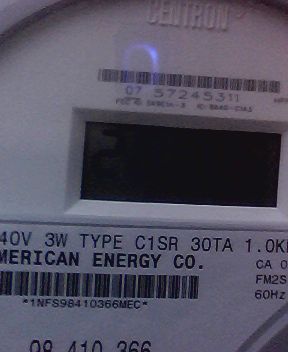 CENTRON
07 57245311
40V 3W TYPE C1SR 30TA 1.0K
MERICAN ENERGY CO.
CA 0
FM2S
60Hz
*1NFS98410366MEC*
98 410 366